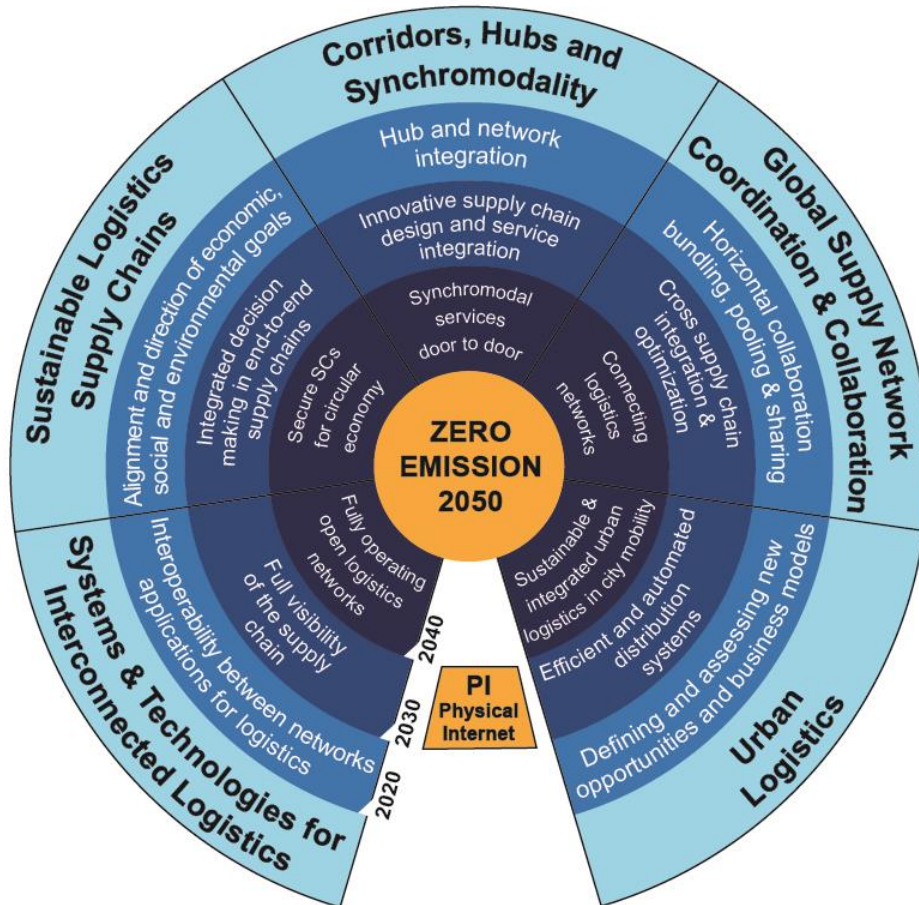 Corridors, Hubs and
Synchromodality
Hub and network
integration
Innovative supply chain
design and service
integration
Synchromodal
services
door to door
Global Supply Network
Coordination & Collaboration
Horizontal collaboration
bundling, pooling & sharing
Cross supply chain
integration &
optimization
Connecting
logistics
networks
Urban
Logistics
Defining and assessing new
opportunities and business models
Efficient and automated
distribution
systems
Sustainable &
integrated urban
logistics in city mobility
Systems & Technologies for
Interconnected Logistics
Interoperability between networks
applications for logistics
Full visibility
of the supply
chain
Fully operating
open logistics
networks
Sustainable Logistics
Supply Chains
Alignment and direction of economic,
social and environmental goals
Integrated decision
making in end-to-end
supply chains
Secure SCs
for circular
economy
ZERO
EMISSION
2050
2040
2030
2020
PI
Physical
Internet